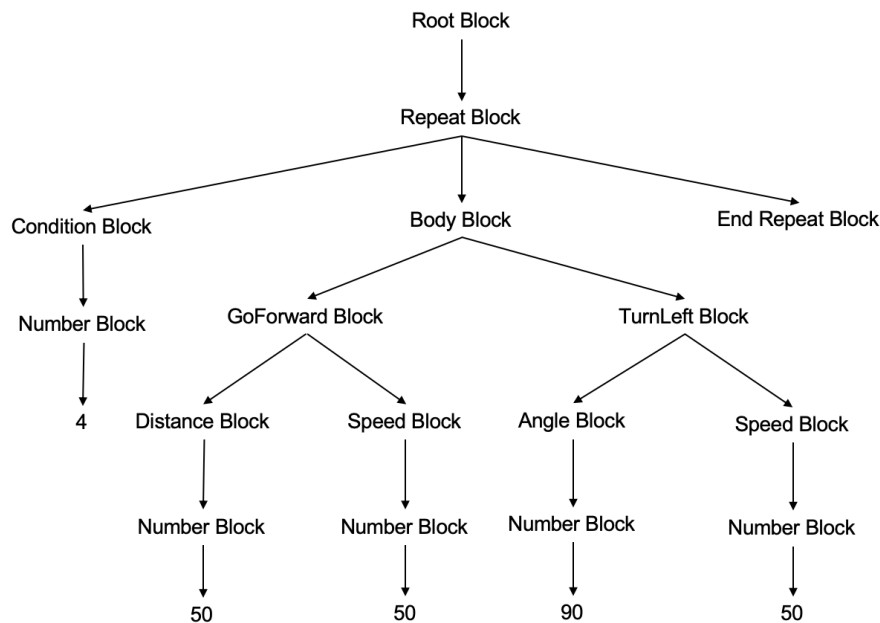 Root Block
Repeat Block
Condition Block
Body Block
End Repeat Block
Number Block
GoForward Block
TurnLeft Block
4
Distance Block
Speed Block
Angle Block
Speed Block
Number Block
Number Block
Number Block
Number Block
50
50
90
50